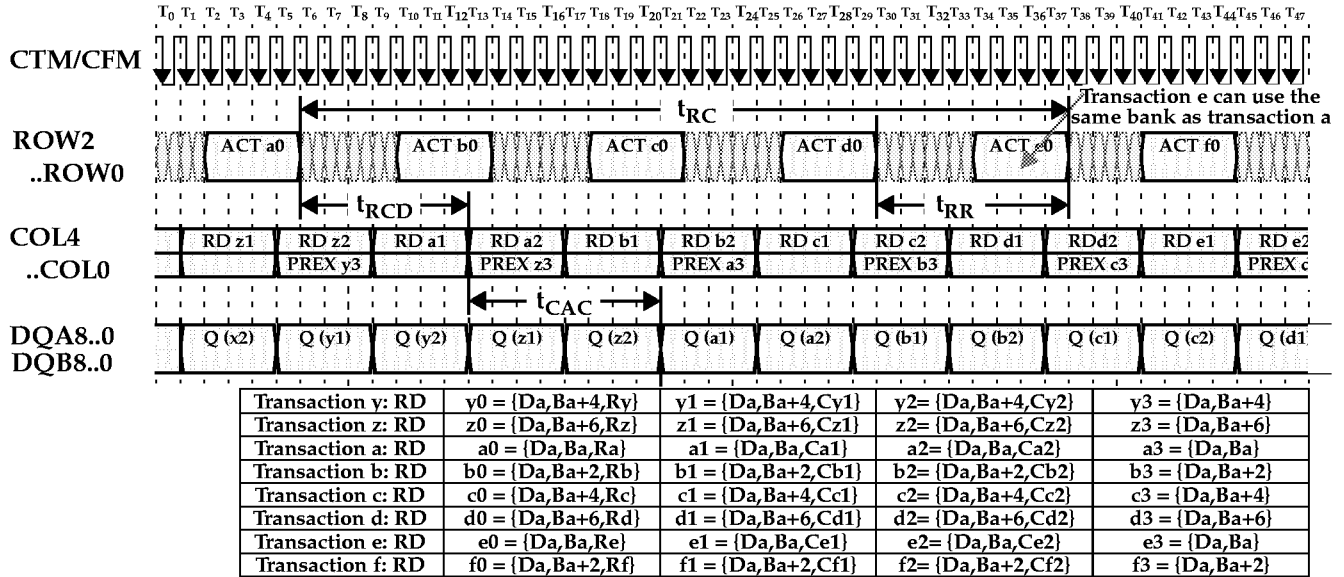 T0 T1 T2 T3 T4 T5 T6 T7 T8 T9 T10 T11 T12 T13 T14 T15 T16 T17 T18 T19 T20 T21 T22 T23 T24 T25 T26 T27 T28 T29 T30 T31 T32 T33 T34 T35 T36 T37 T38 T39 T40 T41 T42 T43 T44 T45 T46 T47
CTM/CFM
tRC
Transaction e can use the
same bank as transaction a
ROW2
..ROW0
ACT a0 ACT b0 ACT c0 ACT d0 ACT e0 ACT f0
tRCD tRR
COL4
..COL0
RD z1 RD z2 RD a1 RD a2 RD b1 RD b2 RD c1 RD c2 RD d1 RDd2 RD e1 RD e2
PREX y3 PREX z3 PREX a3 PREX b3 PREX c3 PREX d
tCAC
DQA8..0
DQB8..0
Q (x2) Q (y1) Q (y2) Q (z1) Q (z2) Q (a1) Q (a2) Q (b1) Q (b2) Q (c1) Q (c2) Q (d1)
Transaction y: RD y0 = {Da,Ba+4,Ry} y1 = {Da,Ba+4,Cy1} y2= {Da,Ba+4,Cy2} y3 = {Da,Ba+4}
Transaction z: RD z0 = {Da,Ba+6,Rz} z1 = {Da,Ba+6,Cz1} z2= {Da,Ba+6,Cz2} z3 = {Da,Ba+6}
Transaction a: RD a0 = {Da,Ba,Ra} a1 = {Da,Ba,Ca1} a2= {Da,Ba,Ca2} a3 = {Da,Ba}
Transaction b: RD b0 = {Da,Ba+2,Rb} b1 = {Da,Ba+2,Cb1} b2= {Da,Ba+2,Cb2} b3 = {Da,Ba+2}
Transaction c: RD c0 = {Da,Ba+4,Rc} c1 = {Da,Ba+4,Cc1} c2= {Da,Ba+4,Cc2} c3 = {Da,Ba+4}
Transaction d: RD d0 = {Da,Ba+6,Rd} d1 = {Da,Ba+6,Cd1} d2= {Da,Ba+6,Cd2} d3 = {Da,Ba+6}
Transaction e: RD e0 = {Da,Ba,Re} e1 = {Da,Ba,Ce1} e2= {Da,Ba,Ce2} e3 = {Da,Ba}
Transaction f: RD f0 = {Da,Ba+2,Rf} f1 = {Da,Ba+2,Cf1} f2= {Da,Ba+2,Cf2} f3 = {Da,Ba+2}